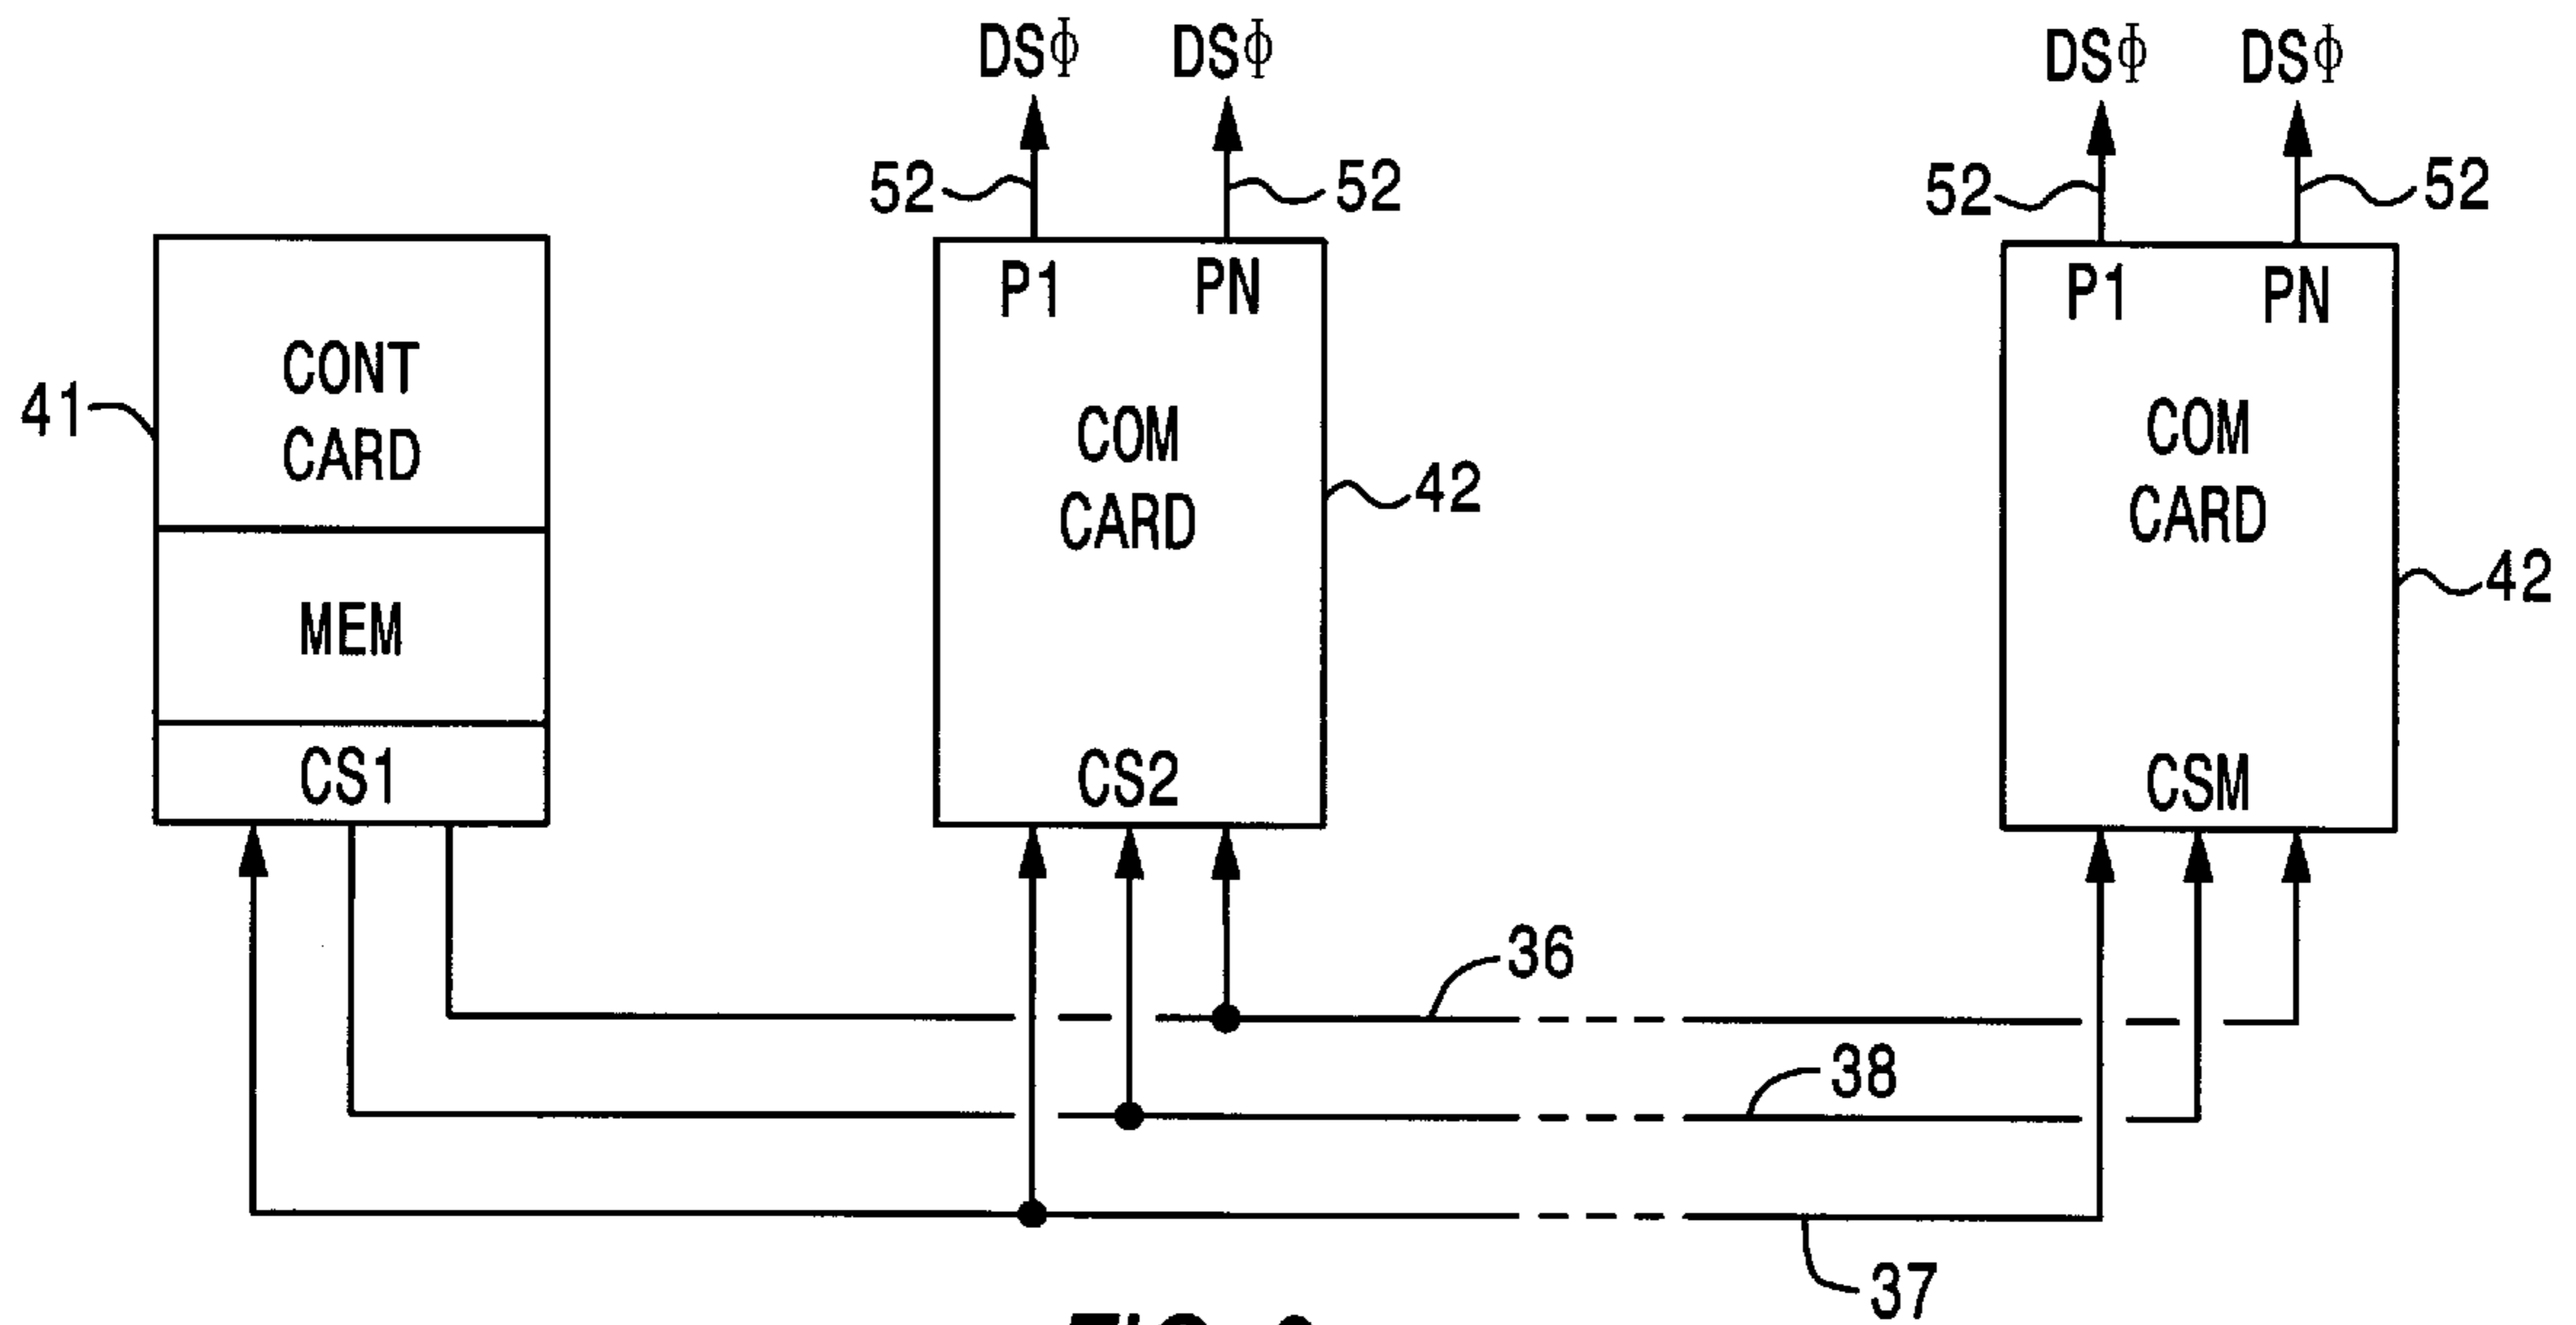 DSΦ DSΦ DSΦ DSΦ
52 52 52 52
P1 PN P1 PN
41
CONT
CARD
MEM
CS1
COM
CARD
42
CS2
COM
CARD
42
CSM
36
38
37